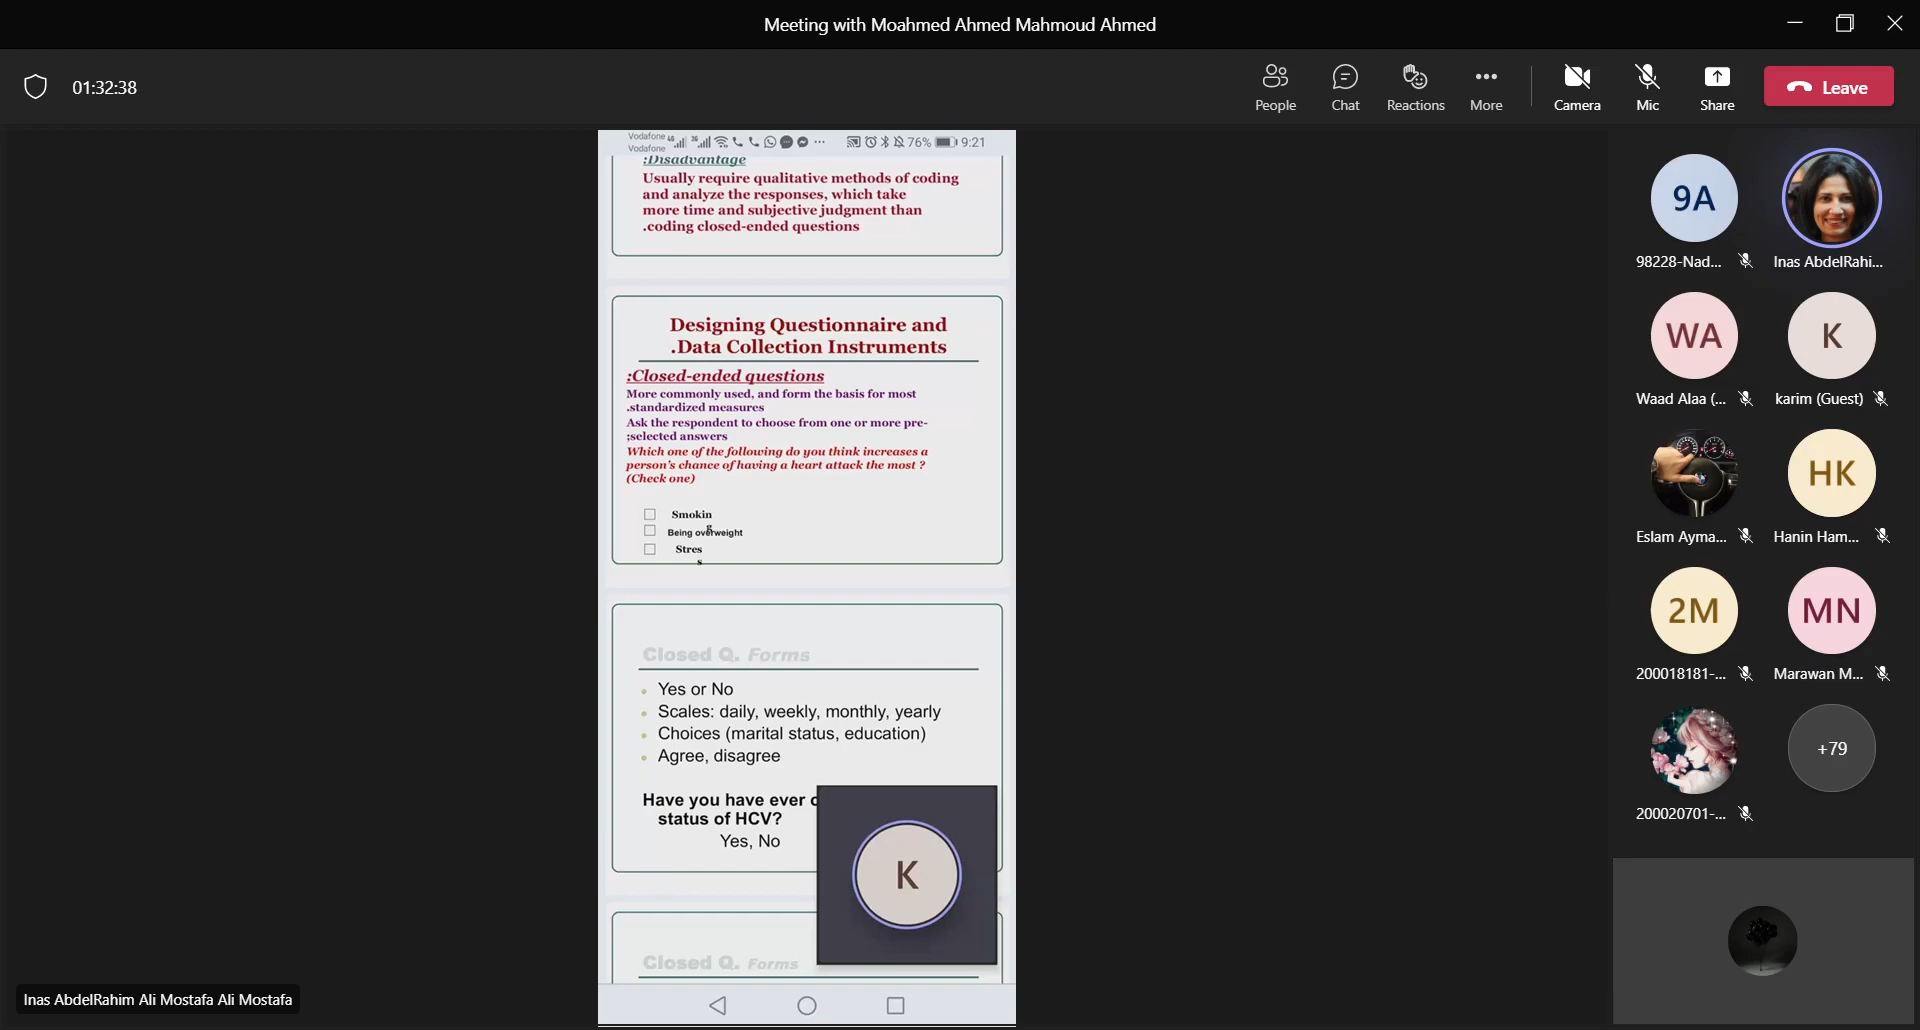 Meeting with Moahmed Ahmed Mahmoud Ahmed
01:32:38
People
Chat
Reactions
More
Camera
Mic
Share
Leave
Vodafone
Vodafone
4G
3G
76%
9:21
:Disadvantage
Usually require qualitative methods of coding
and analyze the responses, which take
more time and subjective judgment than
.coding closed-ended questions
Designing Questionnaire and
.Data Collection Instruments
:Closed-ended questions
More commonly used, and form the basis for most
.standardized measures
Ask the respondent to choose from one or more pre-
;selected answers
Which one of the following do you think increases a
person's chance of having a heart attack the most ?
(Check one)
Smokin
g
Being overweight
Stres
s
Closed Q. Forms
Yes or No
Scales: daily, weekly, monthly, yearly
Choices (marital status, education)
Agree, disagree
Have you have ever
status of HCV?
Yes, No
K
Closed Q. Forms
9A
98228-Nad...
Inas AbdelRahi...
WA
Waad Alaa (...
K
karim (Guest)
Eslam Ayma...
HK
Hanin Ham...
2M
200018181-...
MN
Marawan M...
200020701-...
+79
Inas AbdelRahim Ali Mostafa Ali Mostafa